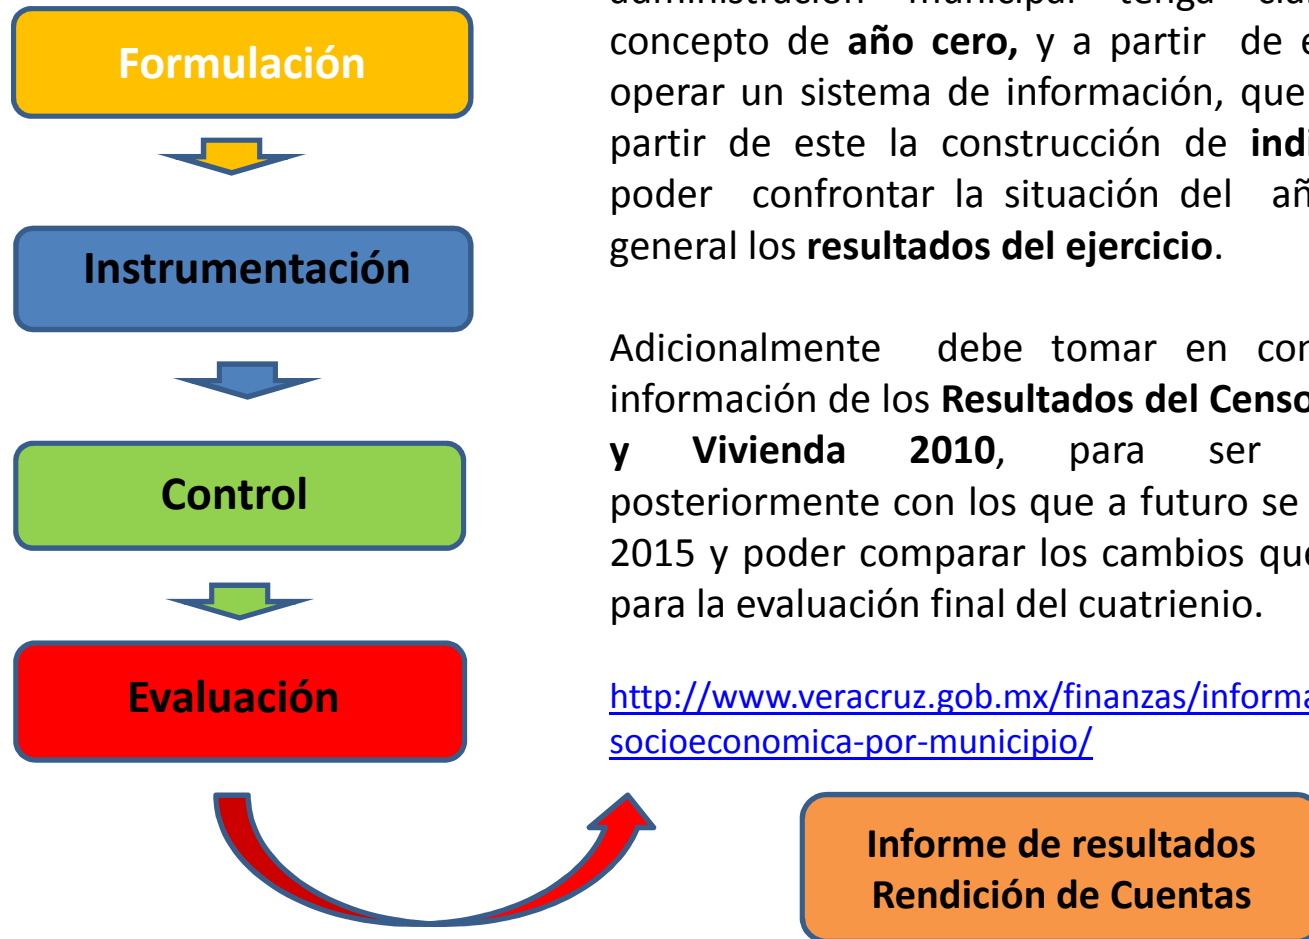 Formulación
Instrumentación
Control
Evaluación
administración municipal tenga
concepto de año cero, y a partir de
operar un sistema de información, que
partir de este la construcción de
poder confrontar la situación del
general los resultados del ejercicio.
Adicionalmente debe tomar en
información de los Resultados del Censo
y Vivienda 2010, para ser
posteriormente con los que a futuro se
2015 y poder comparar los cambios que
para la evaluación final del cuatrienio.
http://www.veracruz.gob.mx/finanzas/informa
socioeconomica-por-municipio/
Informe de resultados
Rendición de Cuentas